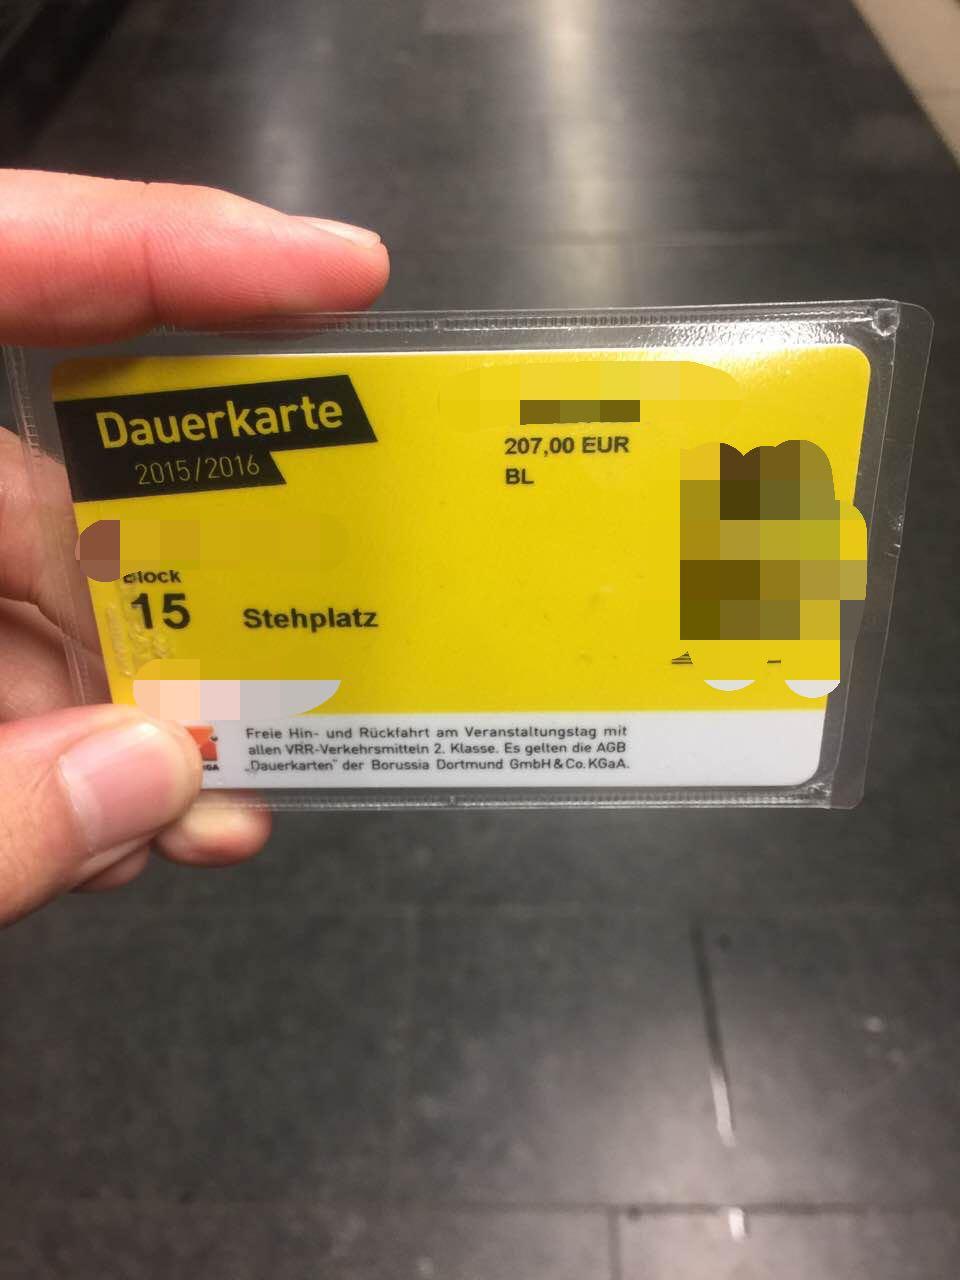 Dauerkarte
2015/2016
207,00 EUR
BL
Block
15 Stehplatz
Freie Hin- und Rückfahrt am Veranstaltungstag mit
allen VRR-Verkehrsmitteln 2. Klasse. Es gelten die AGB
„Dauerkarten" der Borussia Dortmund GmbH & Co. KGaA.